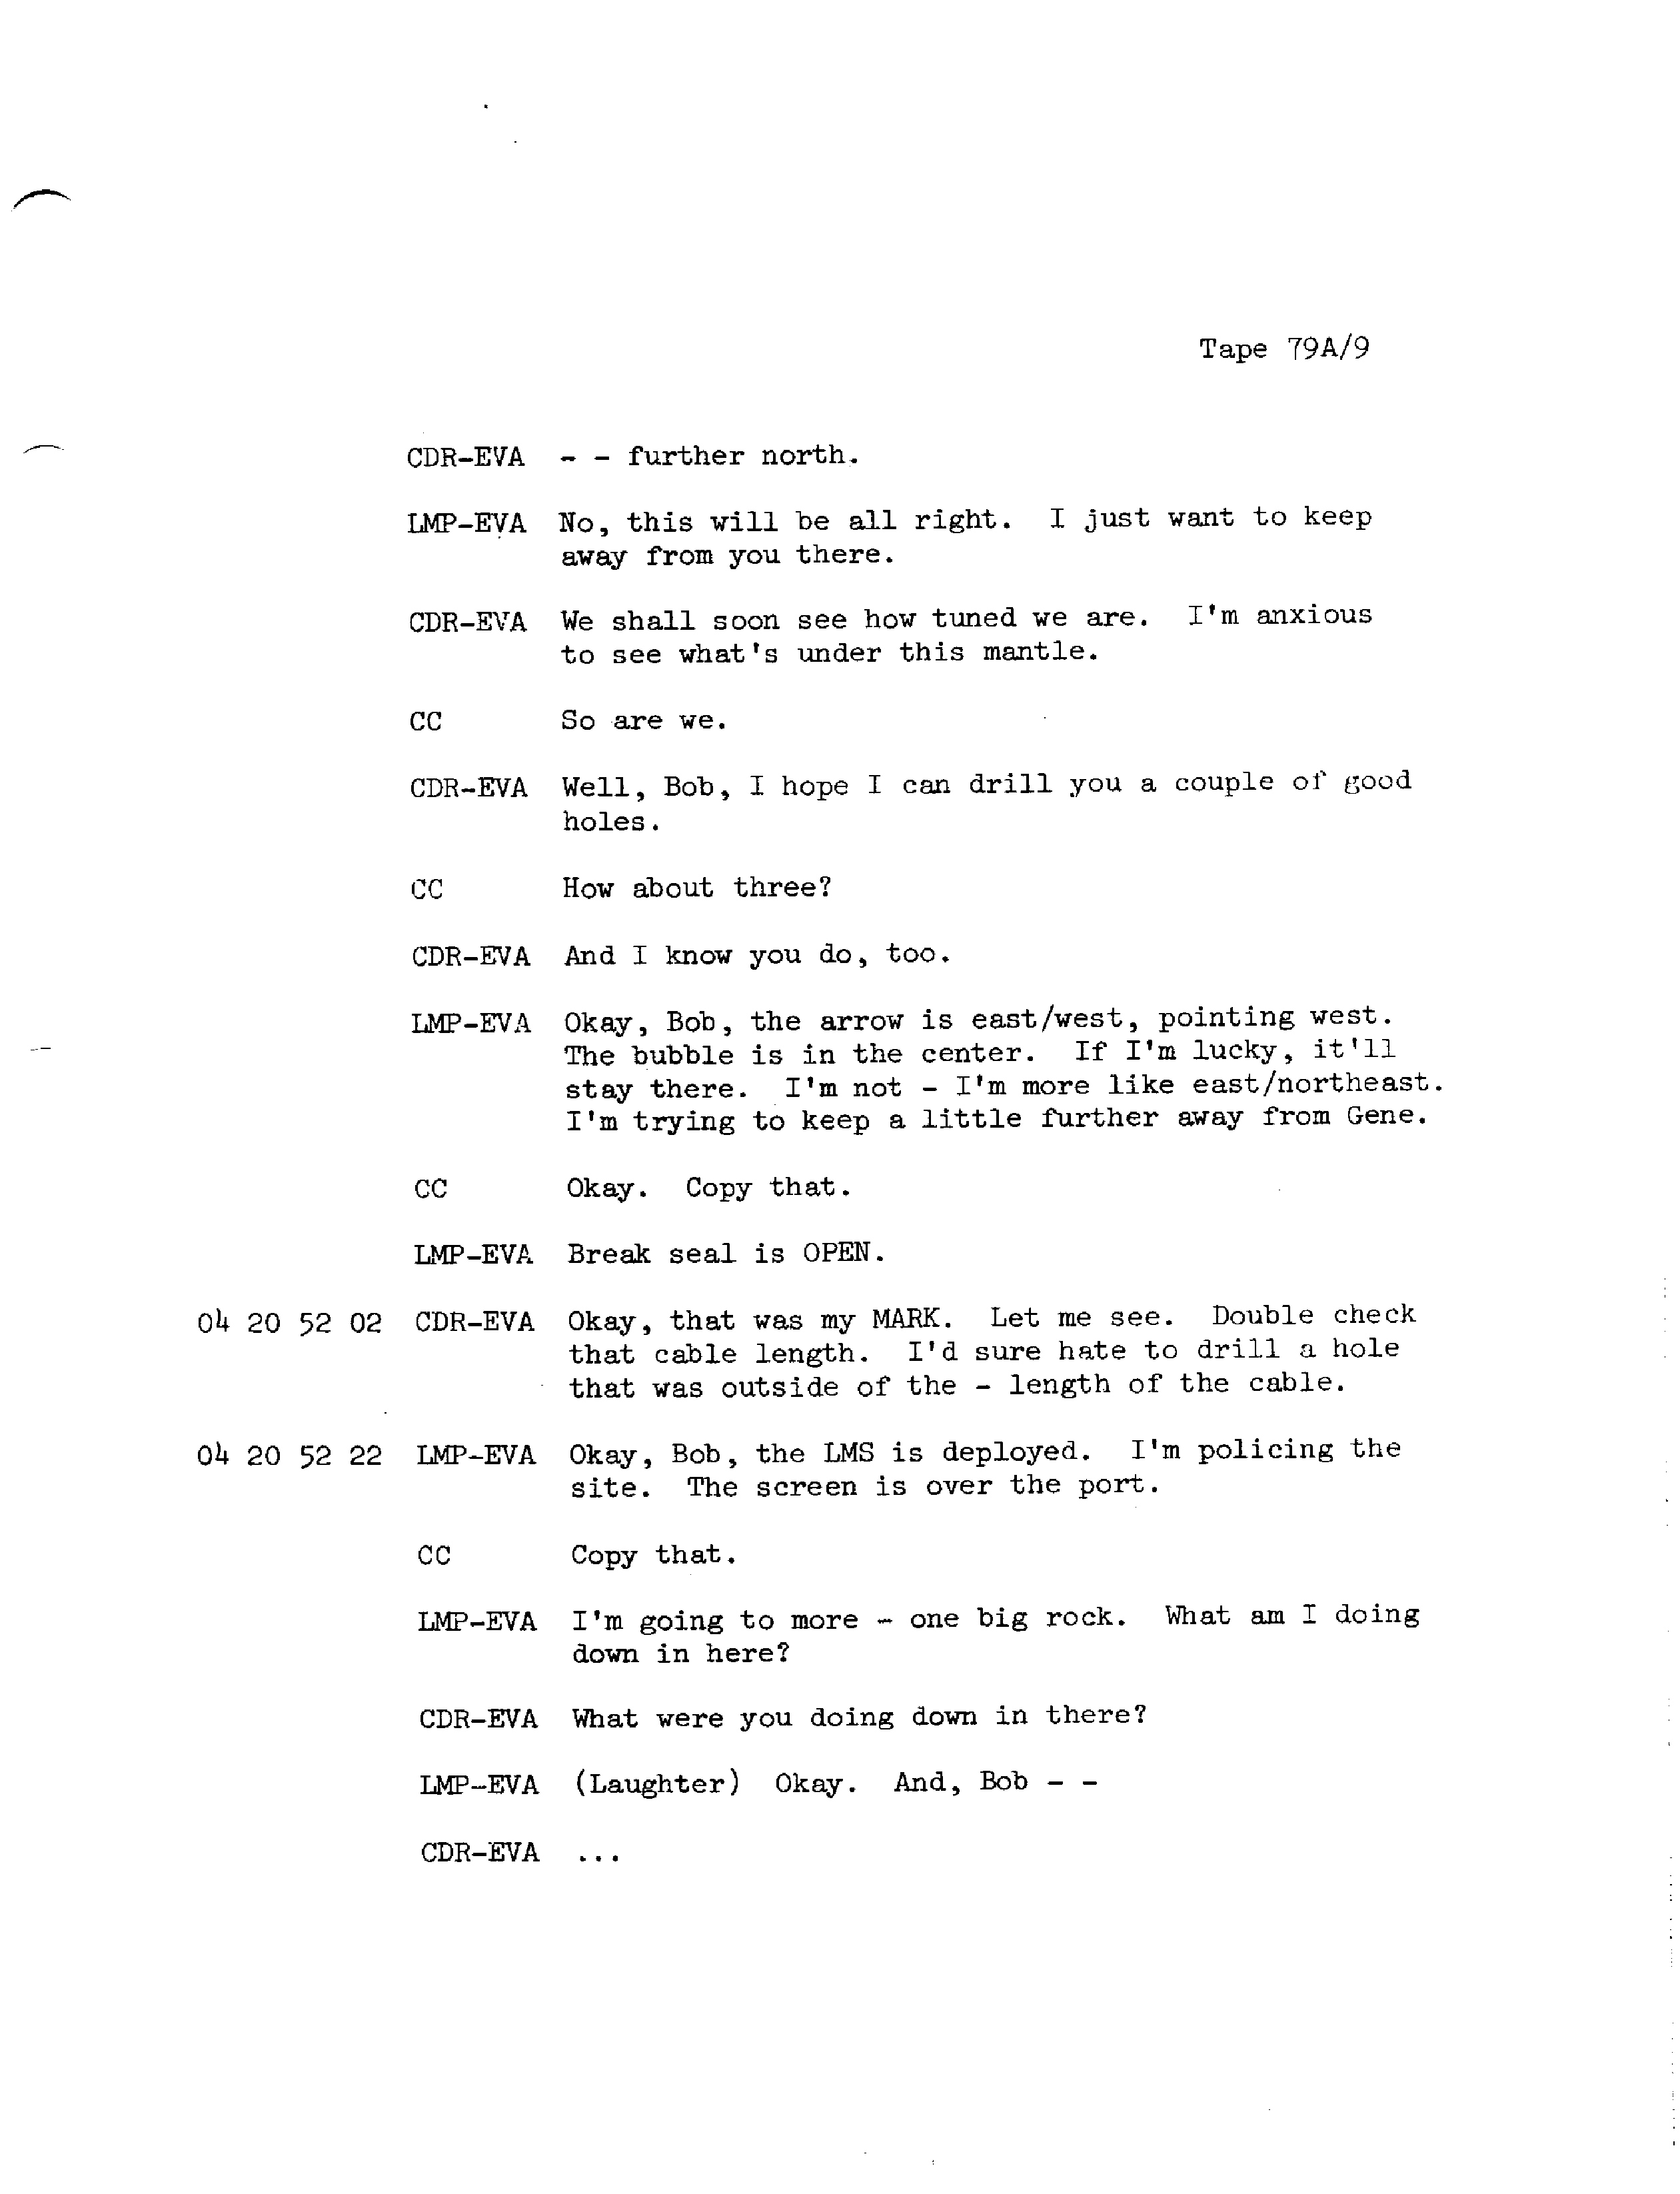 Tape 79A/9
CDR-EVA - - further north.
LMP-EVA No, this will be all right. I just want to keep
away from you there.
CDR-EVA We shall soon see how tuned we are. I'm anxious
to see what's under this mantle.
CC So are we.
CDR-EVA Well, Bob, I hope I can drill you a couple of good
holes.
CC How about three?
CDR-EVA And I know you do, too.
LMP-EVA Okay, Bob, the arrow is east/west, pointing west.
The bubble is in the center. If I'm lucky, it'll
stay there. I'm not - I'm more like east/northeast.
I'm trying to keep a little further away from Gene.
CC Okay. Copy that.
LMP-EVA Break seal is OPEN.
04 20 52 02 CDR-EVA Okay, that was my MARK. Let me see. Double check
that cable length. I'd sure hate to drill a hole
that was outside of the - length of the cable.
04 20 52 22 LMP-EVA Okay, Bob, the LMS is deployed. I'm policing the
site. The screen is over the port.
CC Copy that.
LMP-EVA I'm going to more - one big rock. What am I doing
down in here?
CDR-EVA What were you doing down in there?
LMP-EVA (Laughter) Okay. And, Bob - -
CDR-EVA ...